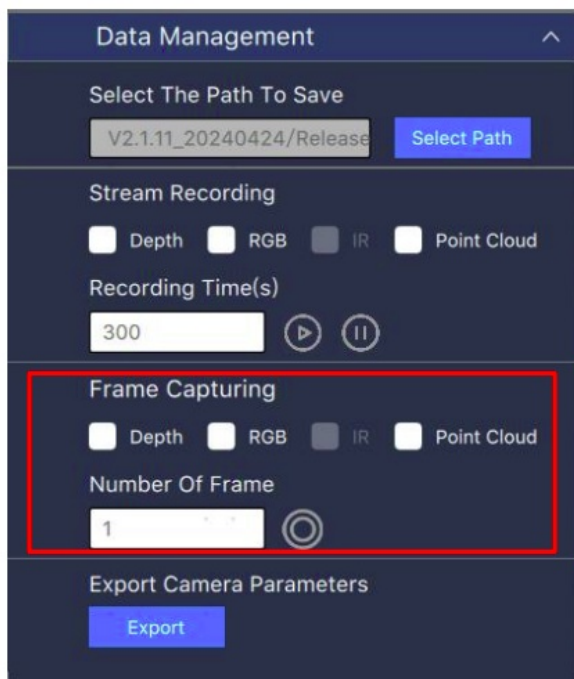 Data Management
Select The Path To Save
V2.1.11_20240424/Release
Select Path
Stream Recording
Depth RGB IR Point Cloud
Recording Time(s)
300
Frame Capturing
Depth RGB IR Point Cloud
Number Of Frame
1
Export Camera Parameters
Export